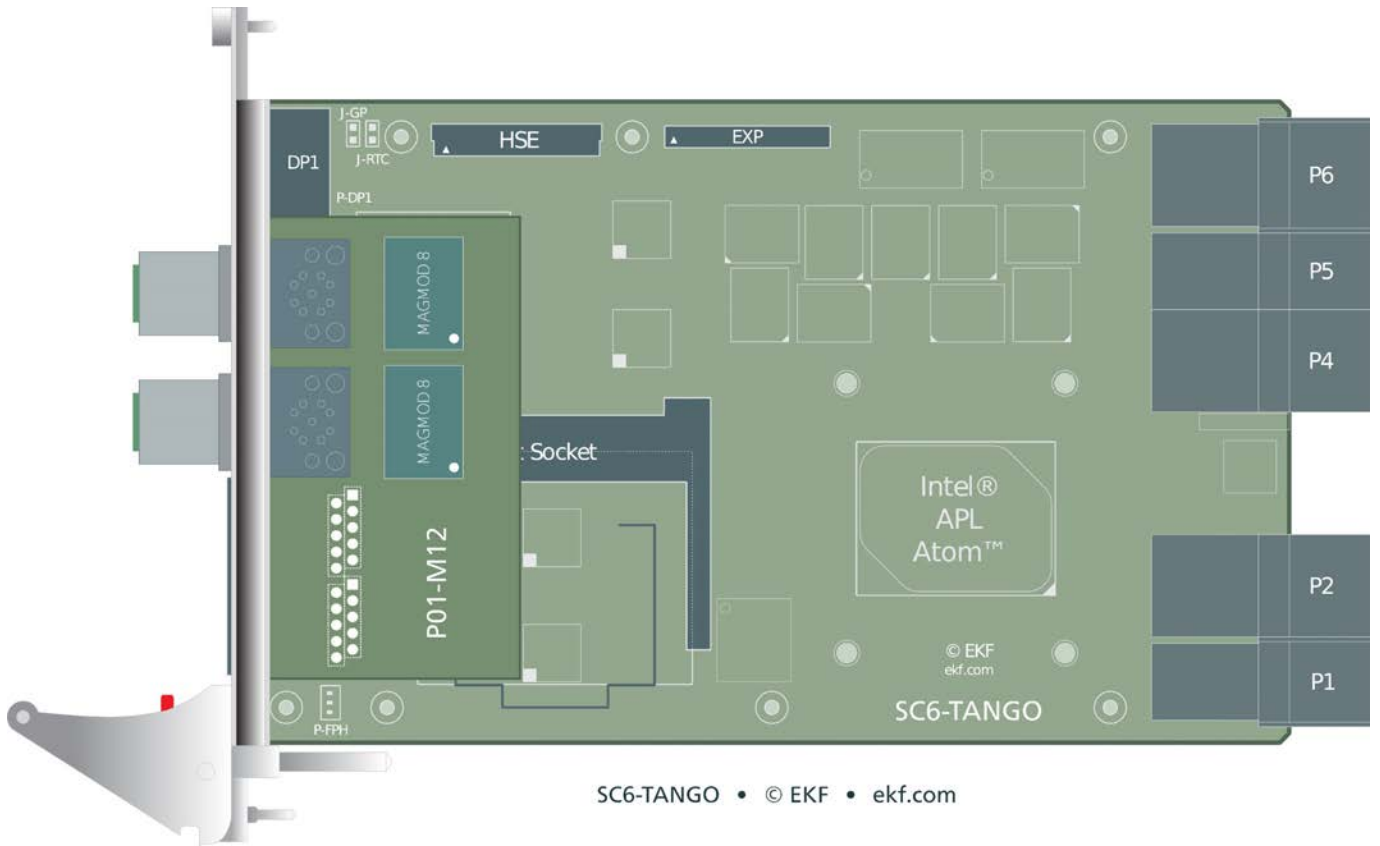 J-GP
HSE
EXP
J-RTC
DP1
P6
P-DP1
MAGMOD 8
P5
P4
MAGMOD 8
Socket
Intel®
APL
Atom™
P01-M12
P2
© EKF
ekf.com
P1
SC6-TANGO
P-FPH
SC6-TANGO • © EKF • ekf.com